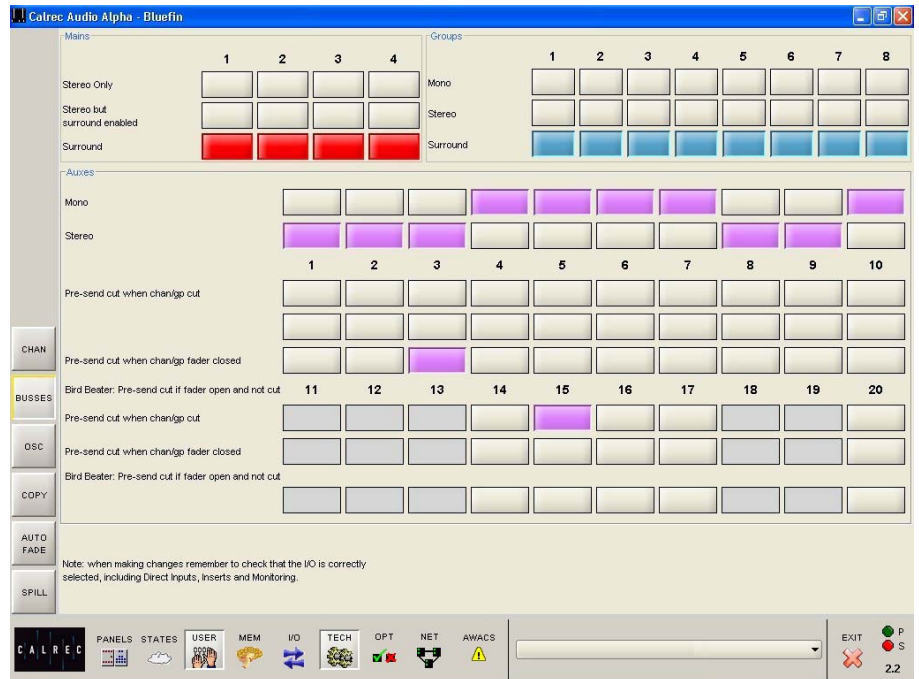 Calrec Audio Alpha - Bluefin
Mains
1 2 3 4
Stereo Only
Stereo but
surround enabled
Surround
Groups
1 2 3 4 5 6 7 8
Mono
Stereo
Surround
Auxes
Mono
Stereo
1 2 3 4 5 6 7 8 9 10
Pre-send cut when chan/gp cut
Pre-send cut when chan/gp fader closed
Bird Beater: Pre-send cut if fader open and not cut
11 12 13 14 15 16 17 18 19 20
Pre-send cut when chan/gp cut
Pre-send cut when chan/gp fader closed
Bird Beater: Pre-send cut if fader open and not cut
CHAN
BUSSES
OSC
COPY
AUTO
FADE
SPILL
Note: when making changes remember to check that the I/O is correctly
selected, including Direct Inputs, Inserts and Monitoring.
CALREC
PANELS STATES USER MEM I/O TECH OPT NET AWACS
EXIT
P
S
2.2